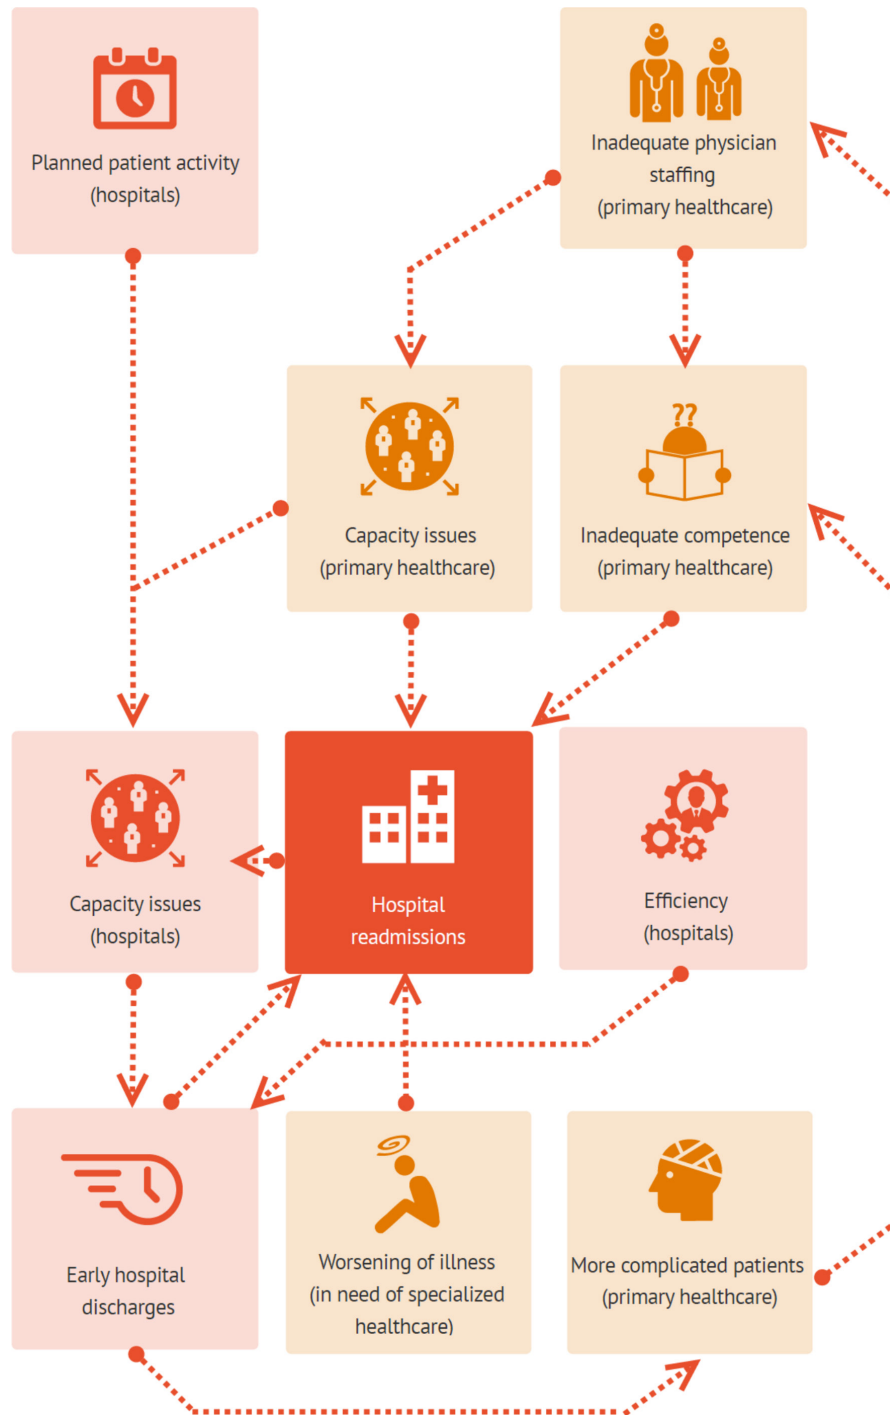 Planned patient activity
(hospitals)
Inadequate physician
staffing
(primary healthcare)
Capacity issues
(primary healthcare)
??
Inadequate competence
(primary healthcare)
Capacity issues
(hospitals)
Hospital
readmissions
Efficiency
(hospitals)
Early hospital
discharges
Worsening of illness
(in need of specialized
healthcare)
More complicated patients
(primary healthcare)